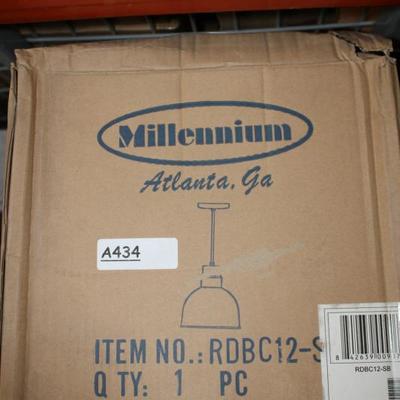 Millennium
Atlanta, Ga
A434
ITEM NO.: RDBC12-S
Q TY: 1 PC
RDBC12-SB